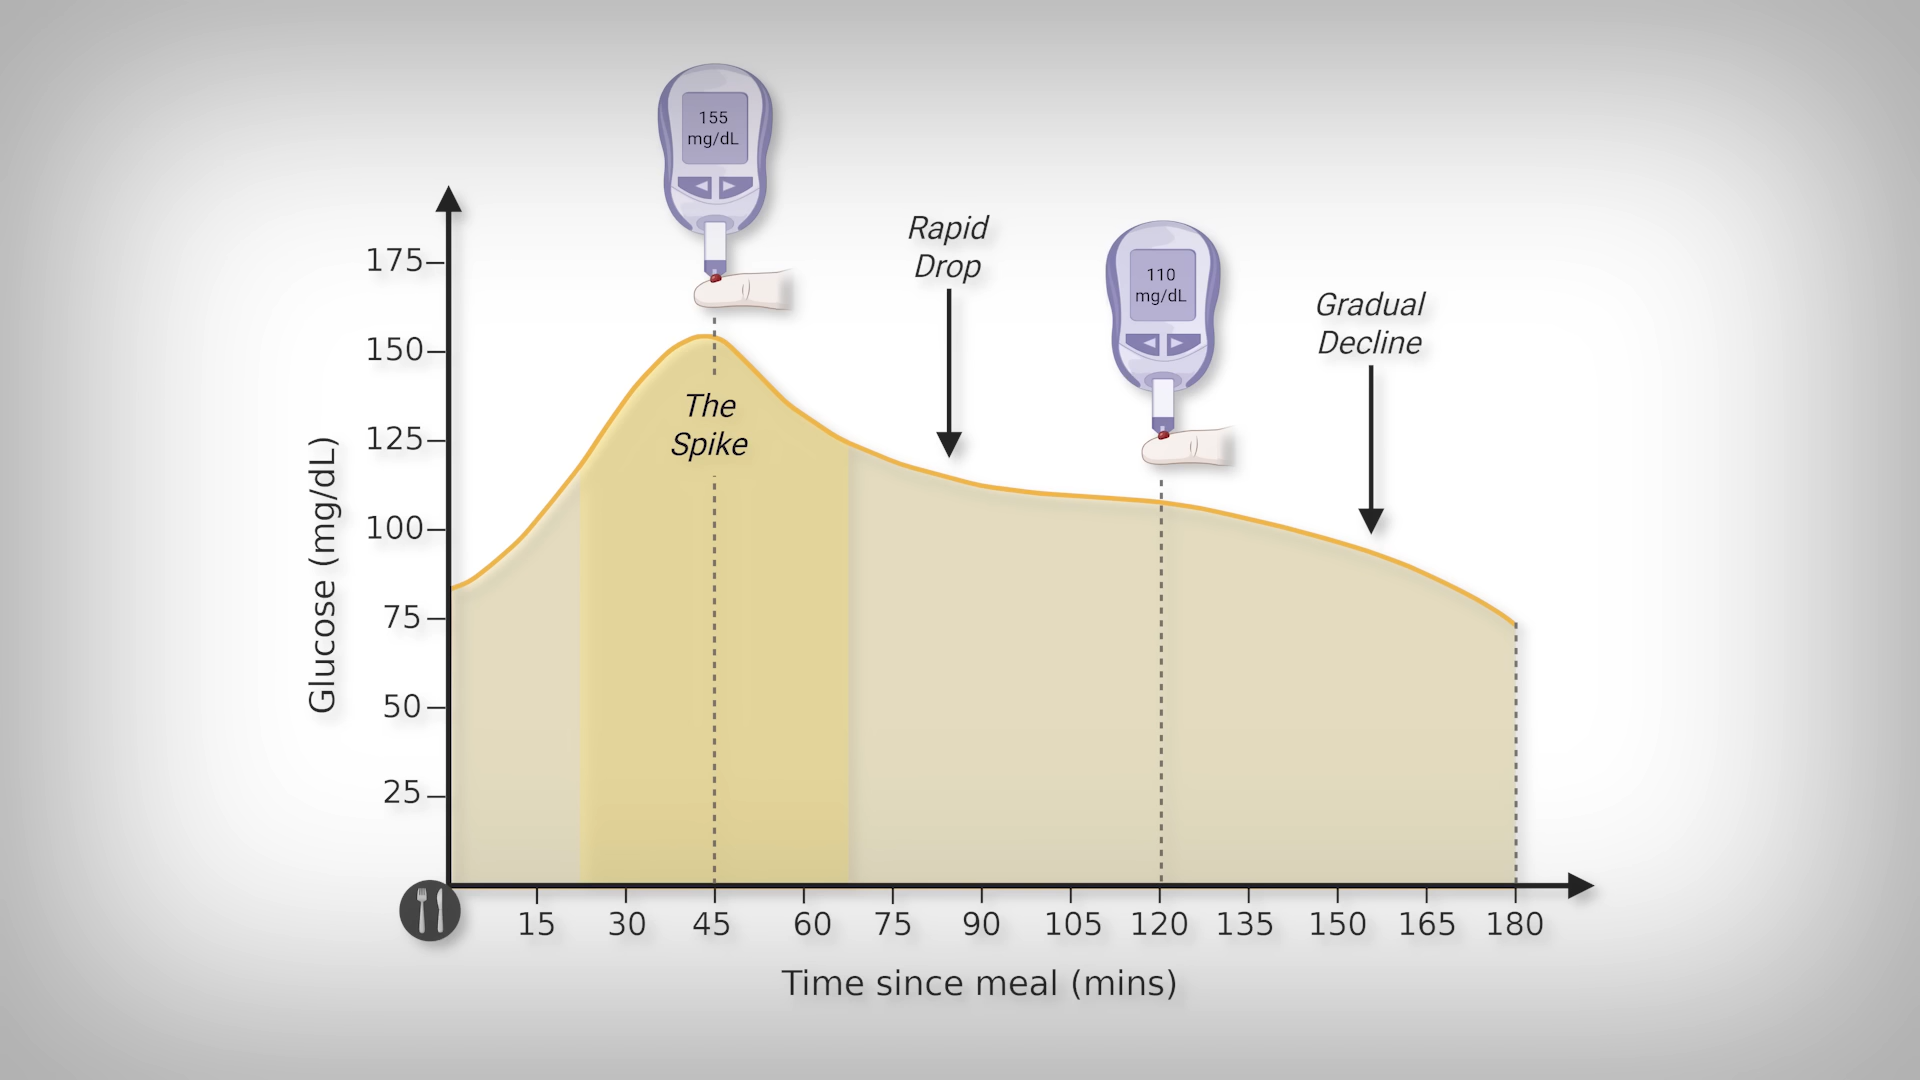 155
mg/dL
Rapid
Drop
110
mg/dL
Gradual
Decline
The
Spike
Glucose (mg/dL)
175
150
125
100
75
50
25
15 30 45 60 75 90 105 120 135 150 165 180
Time since meal (mins)